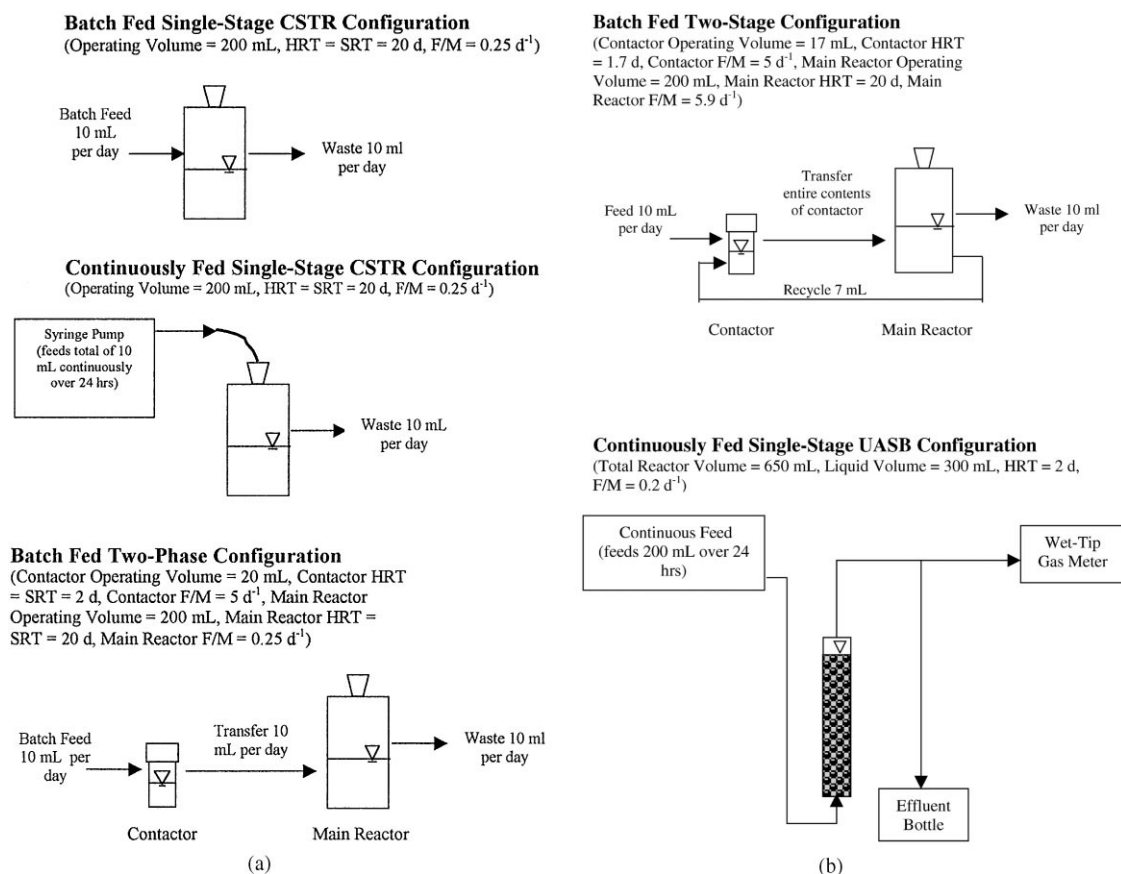 Batch Fed Single-Stage CSTR Configuration
(Operating Volume = 200 mL, HRT = SRT = 20 d, F/M = 0.25 d⁻¹)
Batch Feed
10 mL
per day
Waste 10 ml
per day
Continuously Fed Single-Stage CSTR Configuration
(Operating Volume = 200 mL, HRT = SRT = 20 d, F/M = 0.25 d⁻¹)
Syringe Pump
(feeds total of 10
mL continuously
over 24 hrs)
Waste 10 mL
per day
Batch Fed Two-Phase Configuration
(Contactor Operating Volume = 20 mL, Contactor HRT
= SRT = 2 d, Contactor F/M = 5 d⁻¹, Main Reactor
Operating Volume = 200 mL, Main Reactor HRT =
SRT = 20 d, Main Reactor F/M = 0.25 d⁻¹)
Batch Feed
10 mL per
day
Transfer 10
mL per day
Waste 10 ml
per day
Contactor
Main Reactor
(a)
Batch Fed Two-Stage Configuration
(Contactor Operating Volume = 17 mL, Contactor HRT
= 1.7 d, Contactor F/M = 5 d⁻¹, Main Reactor Operating
Volume = 200 mL, Main Reactor HRT = 20 d, Main
Reactor F/M = 5.9 d⁻¹)
Feed 10 mL
per day
Transfer
entire contents
of contactor
Waste 10 ml
per day
Recycle 7 mL
Contactor
Main Reactor
Continuously Fed Single-Stage UASB Configuration
(Total Reactor Volume = 650 mL, Liquid Volume = 300 mL, HRT = 2 d,
F/M = 0.2 d⁻¹)
Continuous Feed
(feeds 200 mL over 24
hrs)
Wet-Tip
Gas Meter
Effluent
Bottle
(b)